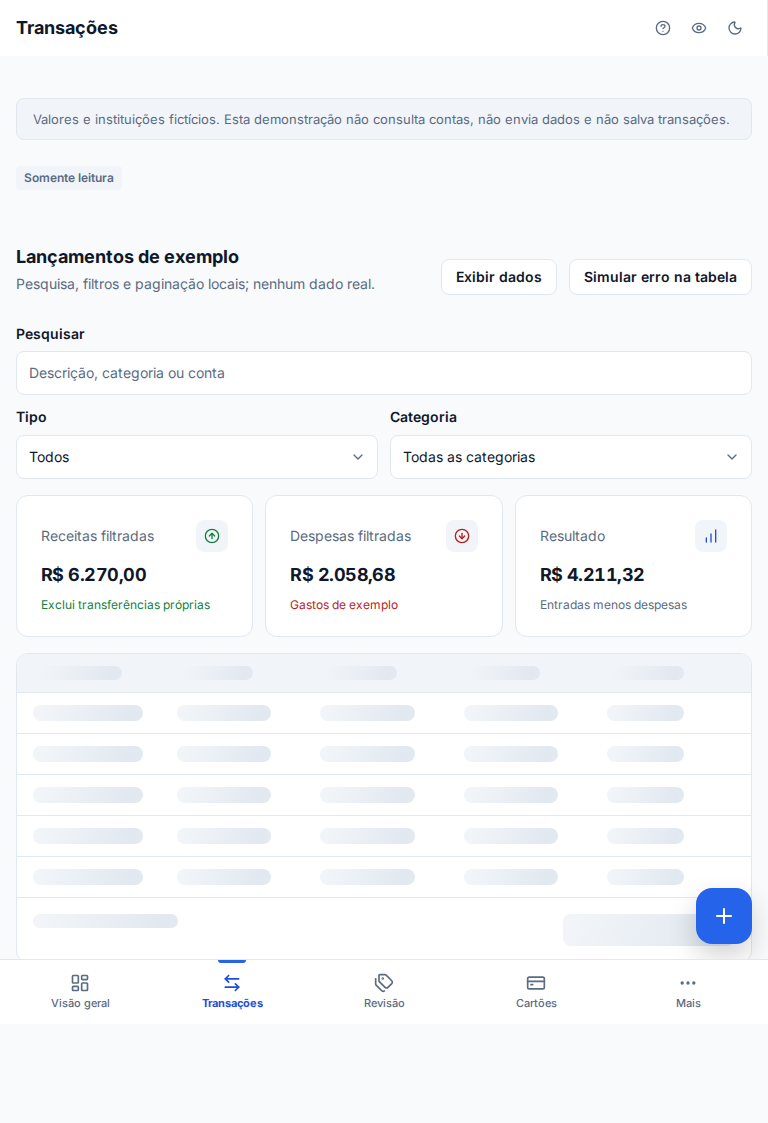 Transações
Valores e instituições fictícios. Esta demonstração não consulta contas, não envia dados e não salva transações.
Somente leitura
Lançamentos de exemplo
Pesquisa, filtros e paginação locais; nenhum dado real.
Exibir dados
Simular erro na tabela
Pesquisar
Descrição, categoria ou conta
Tipo
Categoria
Todos
Todas as categorias
Receitas filtradas
R$ 6.270,00
Exclui transferências próprias
Despesas filtradas
R$ 2.058,68
Gastos de exemplo
Resultado
R$ 4.211,32
Entradas menos despesas
Visão geral
Transações
Revisão
Cartões
Mais